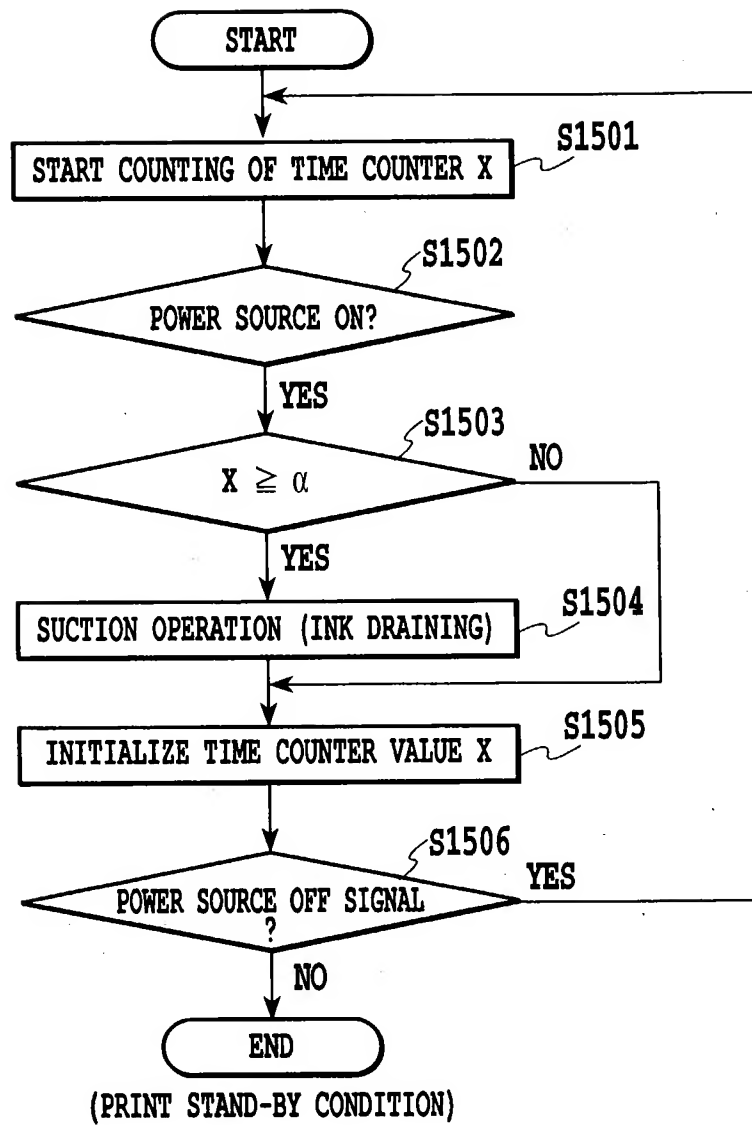 START
S1501
START COUNTING OF TIME COUNTER X
S1502
POWER SOURCE ON?
YES
S1503
X ≧ α
NO
YES
S1504
SUCTION OPERATION (INK DRAINING)
S1505
INITIALIZE TIME COUNTER VALUE X
S1506
POWER SOURCE OFF SIGNAL
?
YES
NO
END
(PRINT STAND-BY CONDITION)